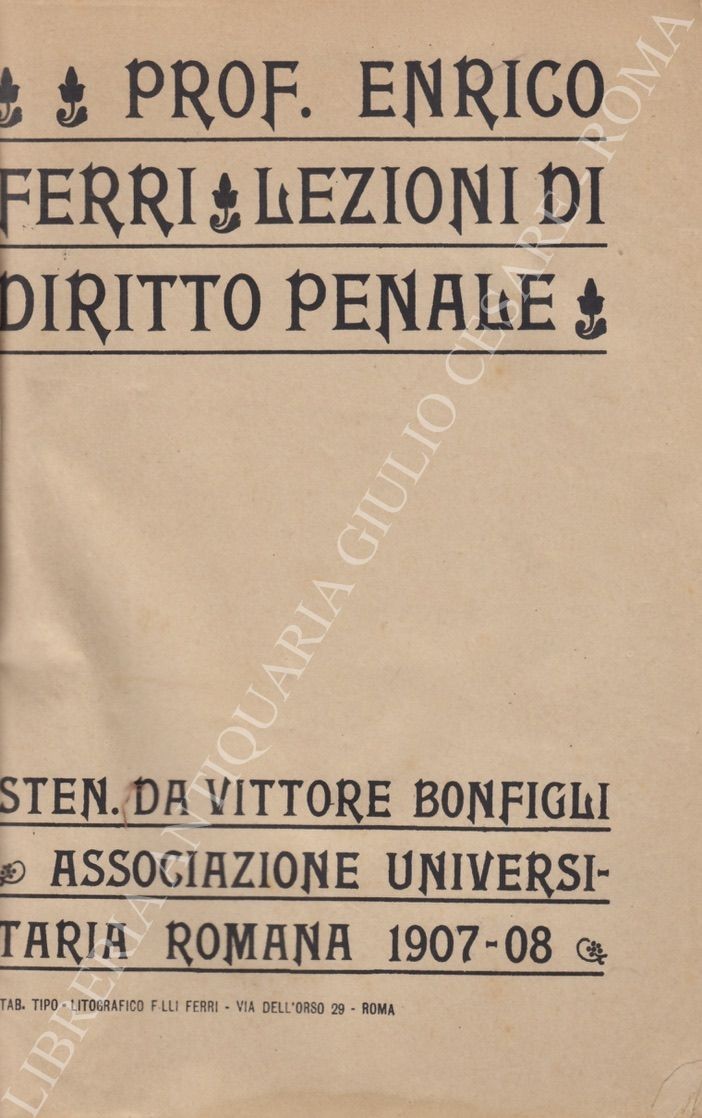 PROF. ENRICO
FERRI LEZIONI DI
DIRITTO PENALE
STEN. DA VITTORE BONFIGLI
ASSOCIAZIONE UNIVERSI-
TARIA ROMANA 1907-08
TAB. TIPO-LITOGRAFICO F.LLI FERRI - VIA DELL'ORSO 29 - ROMA
LIBRERIA ANTIQUARIA GIULIO CESARE - ROMA